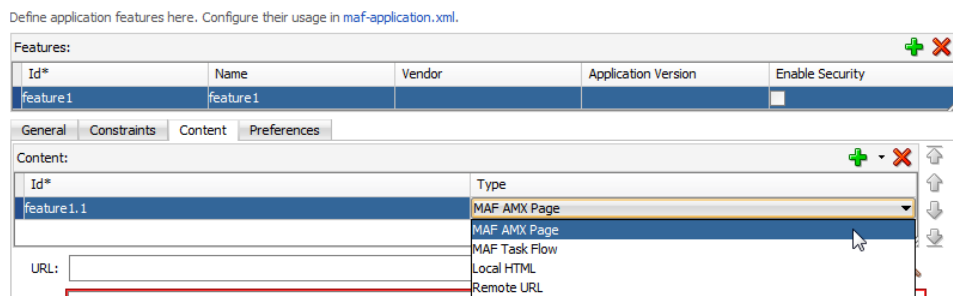 Define application features here. Configure their usage in maf-application.xml.
Features:
Id* Name Vendor Application Version Enable Security
feature1 feature1
General Constraints Content Preferences
Content:
Id* Type
feature1.1 MAF AMX Page
MAF AMX Page
MAF Task Flow
URL: Local HTML
Remote URL